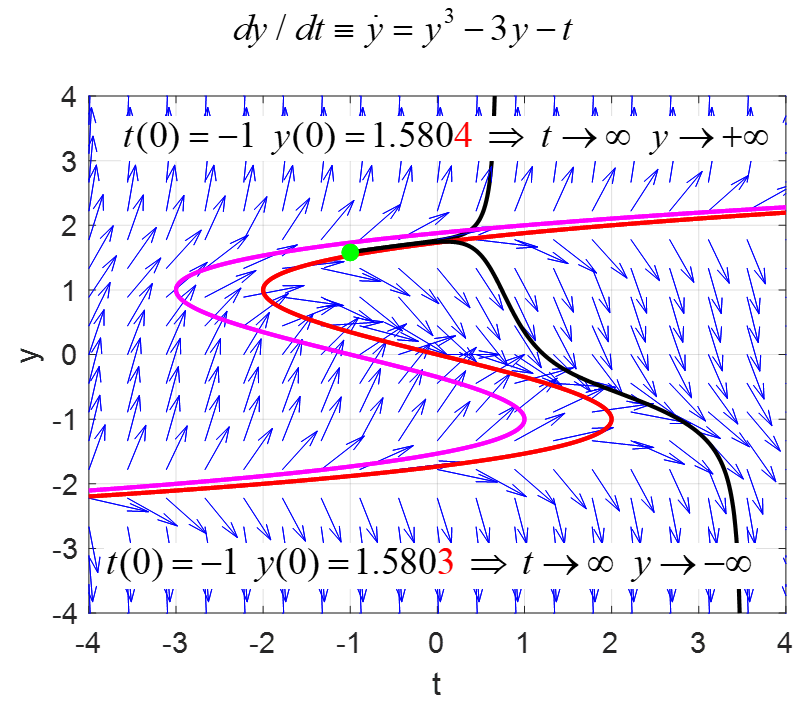 dy / dt ≡ ẏ = y³ − 3y − t
4
t(0) = −1 y(0) = 1.5804 ⇒ t → ∞ y → +∞
3
2
1
0
-1
-2
-3
t(0) = −1 y(0) = 1.5803 ⇒ t → ∞ y → −∞
-4
y
-4 -3 -2 -1 0 1 2 3 4
t